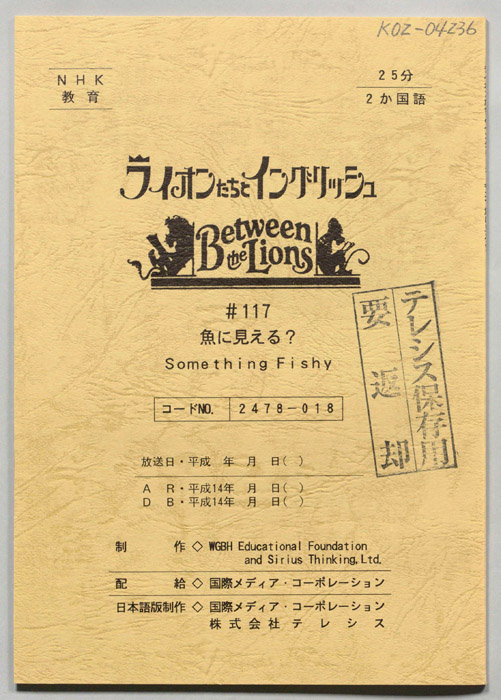 K02-04236
NHK
教育
25分
2か国語
ライオンたちとイングリッシュ
Between
the Lions
#117
魚に見える?
Something Fishy
コードNO. 2478-018
テレシス保存用
要返却
放送日・平成 年 月 日( )
A R・平成14年 月 日( )
D B・平成14年 月 日( )
制 作◇ WGBH Educational Foundation
and Sirius Thinking, Ltd.
配 給◇ 国際メディア・コーポレーション
日本語版制作◇ 国際メディア・コーポレーション
株式会社テレシス